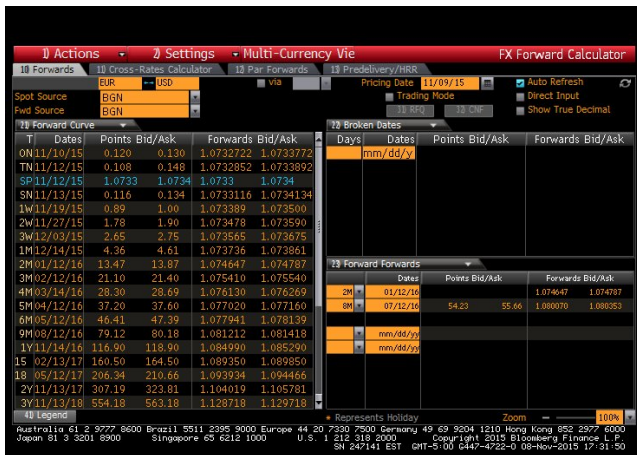 1) Actions 2) Settings Multi-Currency Vie FX Forward Calculator
10) Forwards 11) Cross-Rates Calculator 12) Par Forwards 13) Predelivery/HRR
EUR USD via Pricing Date 11/09/15 Auto Refresh
Spot Source BGN Trading Mode Direct Input
Fwd Source BGN 31) RFQ 33) CNF Show True Decimal
21) Forward Curve
T Dates Points Bid/Ask Forwards Bid/Ask
ON 11/10/15 0.120 0.130 1.0732722 1.0733772
TN 11/12/15 0.108 0.148 1.0732852 1.0733892
SP 11/12/15 1.0733 1.0734 1.0733 1.0734
SN 11/13/15 0.116 0.134 1.0733116 1.0734134
1W 11/19/15 0.89 1.00 1.073389 1.073500
2W 11/27/15 1.78 1.90 1.073478 1.073590
3W 12/03/15 2.65 2.75 1.073565 1.073675
1M 12/14/15 4.36 4.61 1.073736 1.073861
2M 01/12/16 13.47 13.87 1.074647 1.074787
3M 02/12/16 21.10 21.40 1.075410 1.075540
4M 03/14/16 28.30 28.69 1.076130 1.076269
5M 04/12/16 37.20 37.60 1.077020 1.077160
6M 05/12/16 46.41 47.39 1.077941 1.078139
9M 08/12/16 79.12 80.18 1.081212 1.081418
1Y 11/14/16 116.90 118.90 1.084990 1.085290
15 02/13/17 160.50 164.50 1.089350 1.089850
18 05/12/17 206.34 210.66 1.093934 1.094466
2Y 11/13/17 307.19 323.81 1.104019 1.105781
3Y 11/13/18 554.18 563.18 1.128718 1.129718
41) Legend
22) Broken Dates
Days Dates Points Bid/Ask Forwards Bid/Ask
mm/dd/y
23) Forward Forwards
Dates Points Bid/Ask Forwards Bid/Ask
2M 01/12/16 1.074647 1.074787
8M 07/12/16 54.23 55.66 1.080070 1.080353
mm/dd/yy
mm/dd/yy
Represents Holiday Zoom 100%
Australia 61 2 9777 8600 Brazil 5511 2395 9000 Europe 44 20 7330 7500 Germany 49 69 9204 1210 Hong Kong 852 2977 6000
Japan 81 3 3201 8900 Singapore 65 6212 1000 U.S. 1 212 318 2000 Copyright 2015 Bloomberg Finance L.P.
SN 247141 EST GMT-5:00 G447-4722-0 08-Nov-2015 17:31:50